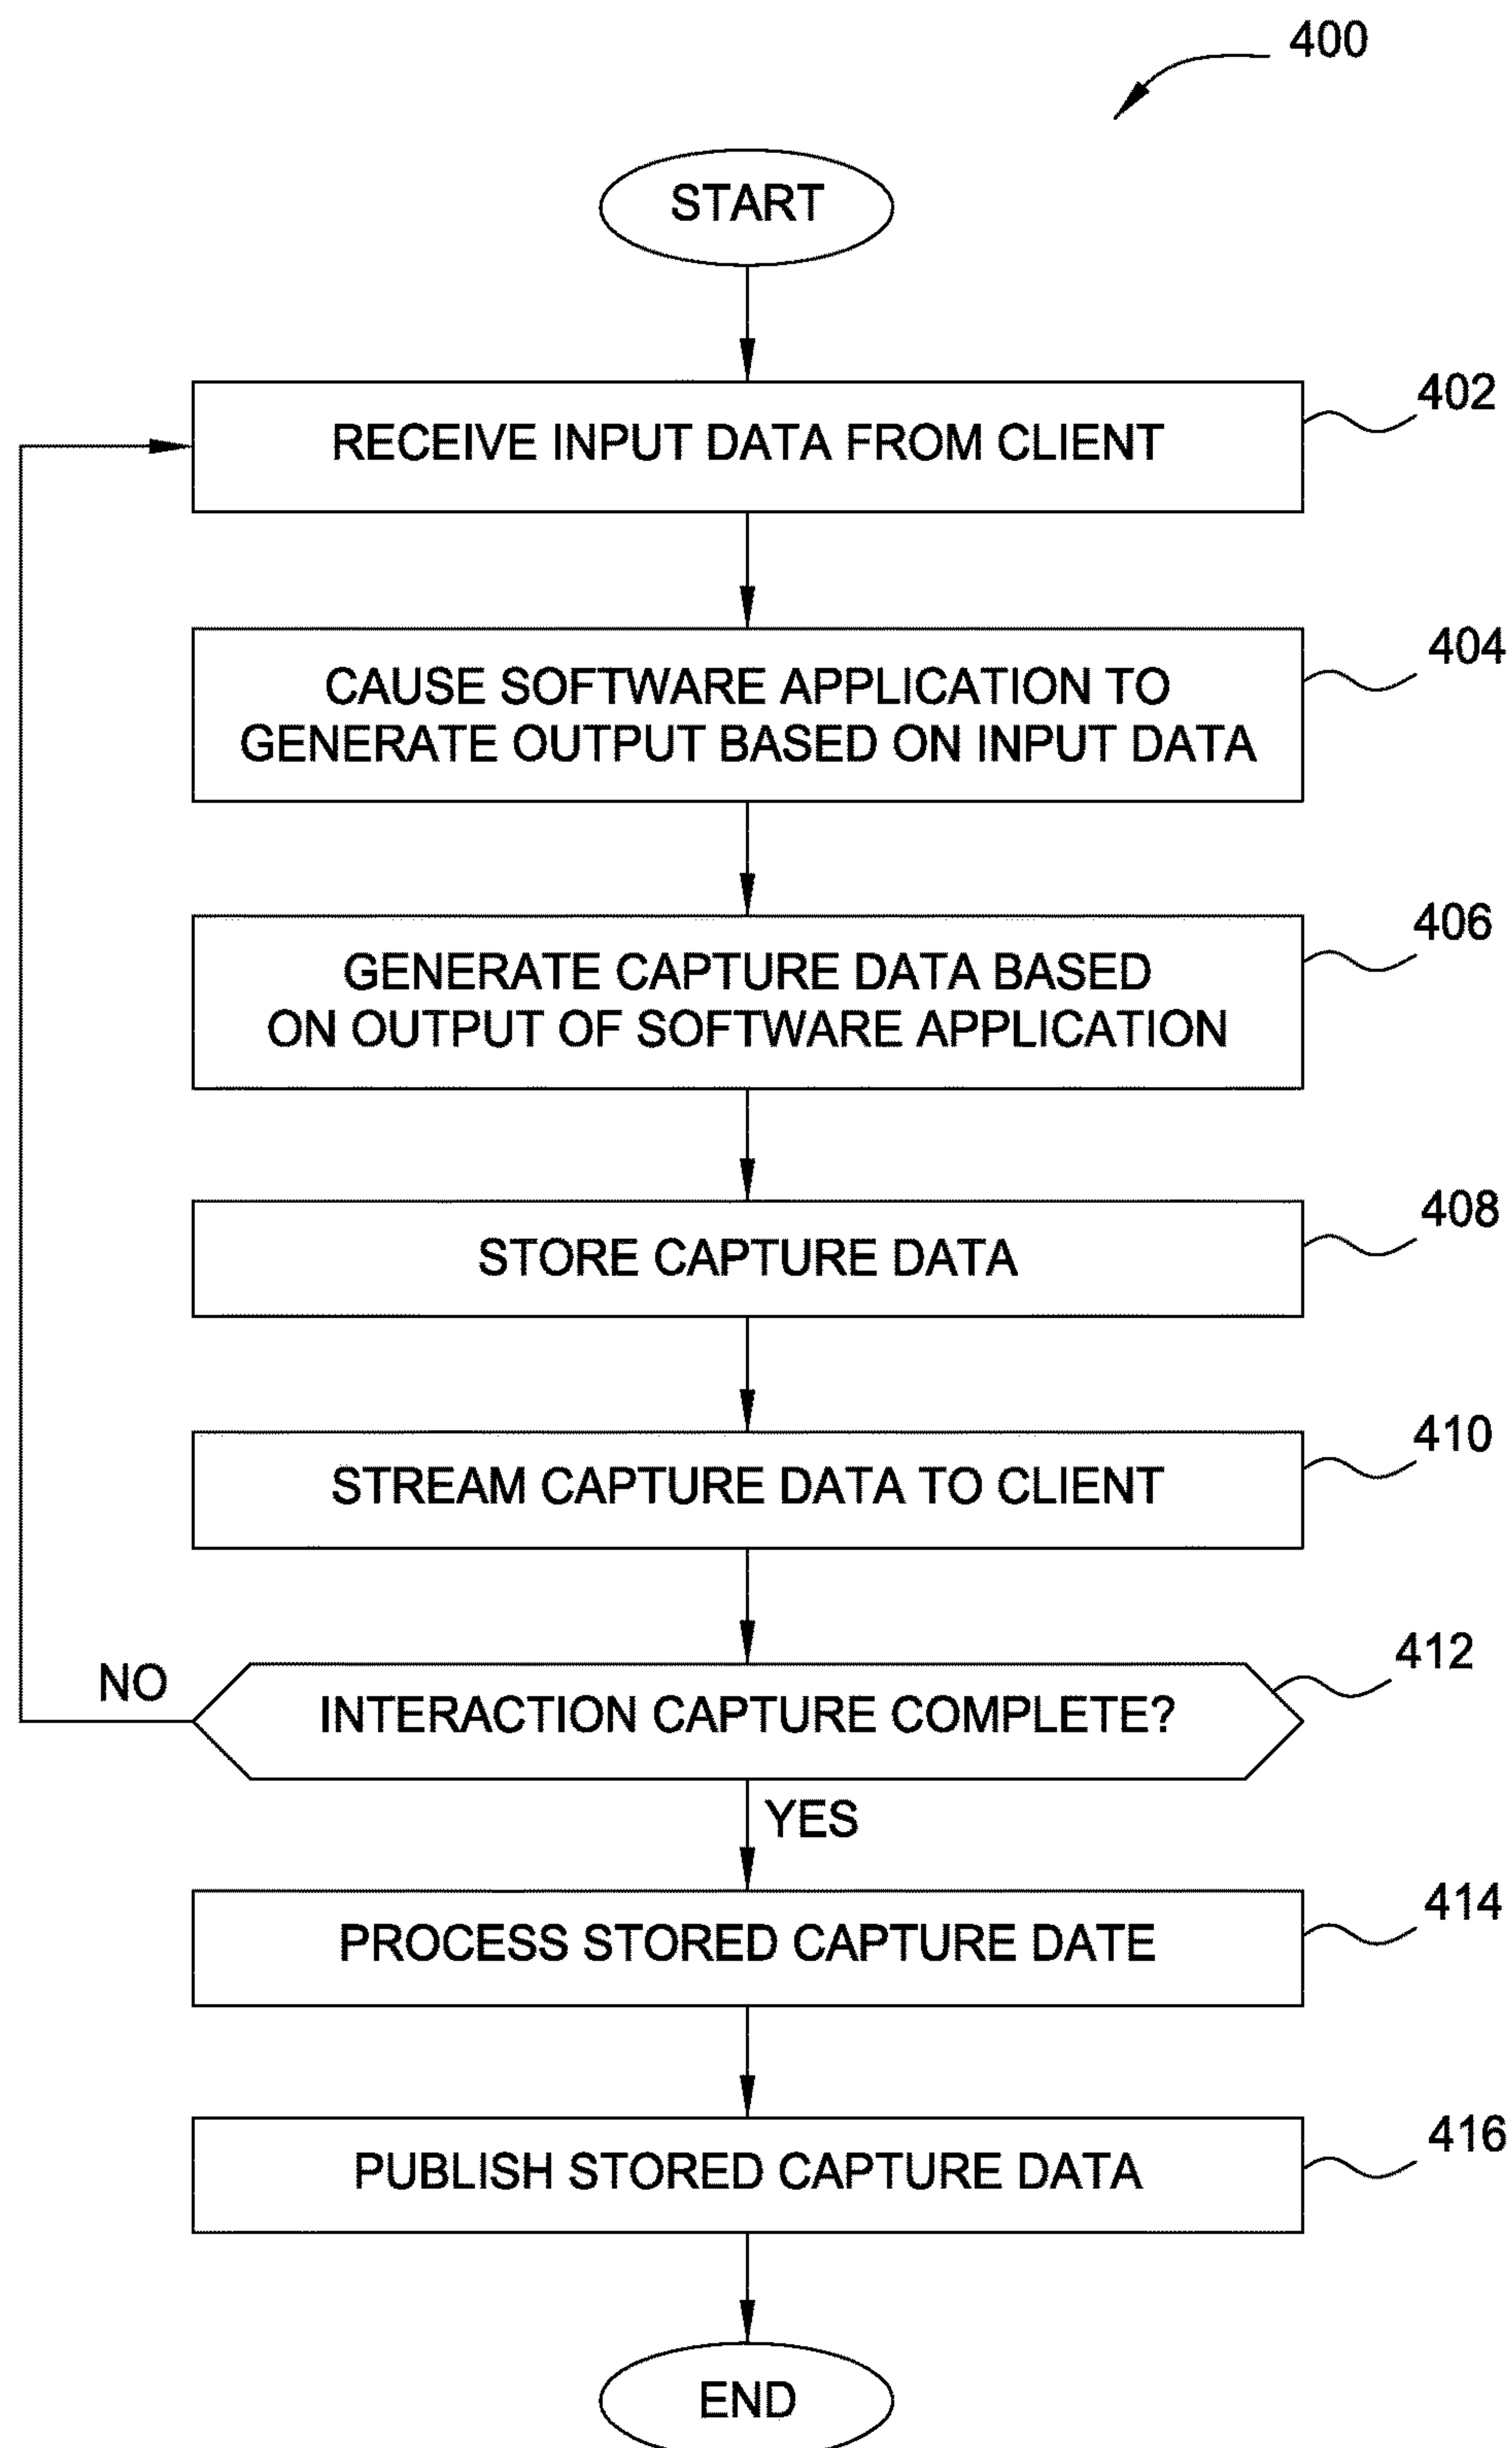 400
START
RECEIVE INPUT DATA FROM CLIENT
402
CAUSE SOFTWARE APPLICATION TO
GENERATE OUTPUT BASED ON INPUT DATA
404
GENERATE CAPTURE DATA BASED
ON OUTPUT OF SOFTWARE APPLICATION
406
STORE CAPTURE DATA
408
STREAM CAPTURE DATA TO CLIENT
410
NO
INTERACTION CAPTURE COMPLETE?
412
YES
PROCESS STORED CAPTURE DATE
414
PUBLISH STORED CAPTURE DATA
416
END